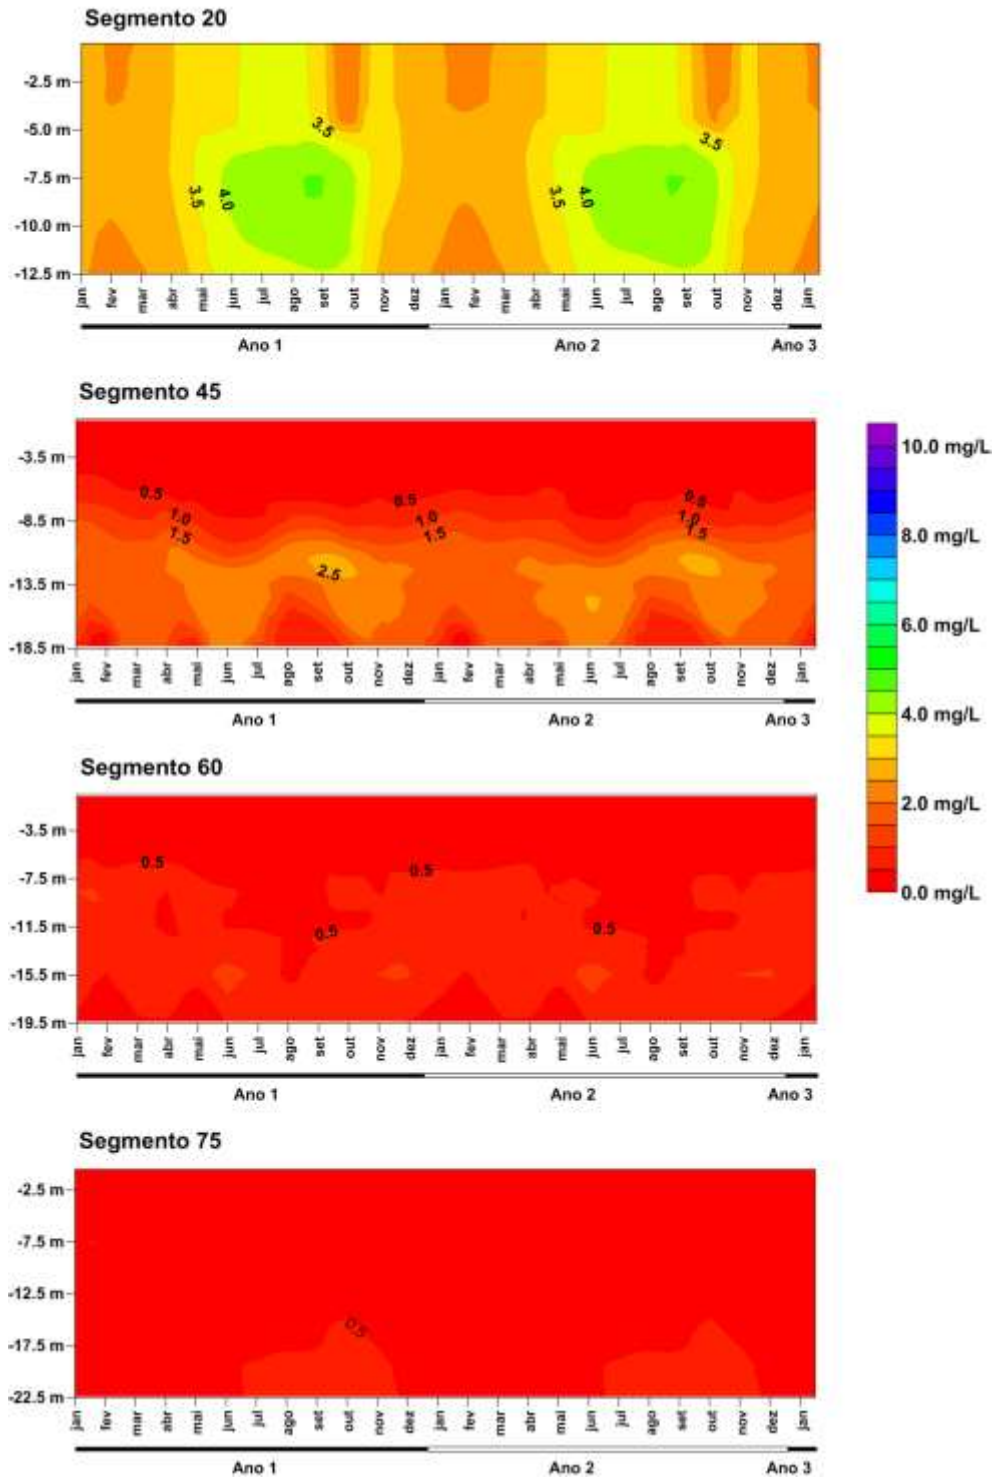 Segmento 20
-2.5 m
-5.0 m
-7.5 m
-10.0 m
-12.5 m
3.5
3.5
3.5
4.0
3.5
4.0
jan fev mar abr mai jun jul ago set out nov dez jan fev mar abr mai jun jul ago set out nov dez jan
Ano 1 Ano 2 Ano 3
Segmento 45
-3.5 m
-8.5 m
-13.5 m
-18.5 m
0.5
1.0
1.5
0.5
1.0
1.5
0.5
1.0
1.5
2.5
jan fev mar abr mai jun jul ago set out nov dez jan fev mar abr mai jun jul ago set out nov dez jan
Ano 1 Ano 2 Ano 3
10.0 mg/L
8.0 mg/L
6.0 mg/L
4.0 mg/L
2.0 mg/L
0.0 mg/L
Segmento 60
-3.5 m
-7.5 m
-11.5 m
-15.5 m
-19.5 m
0.5
0.5
0.5
0.5
jan fev mar abr mai jun jul ago set out nov dez jan fev mar abr mai jun jul ago set out nov dez jan
Ano 1 Ano 2 Ano 3
Segmento 75
-2.5 m
-7.5 m
-12.5 m
-17.5 m
-22.5 m
0.5
jan fev mar abr mai jun jul ago set out nov dez jan fev mar abr mai jun jul ago set out nov dez jan
Ano 1 Ano 2 Ano 3